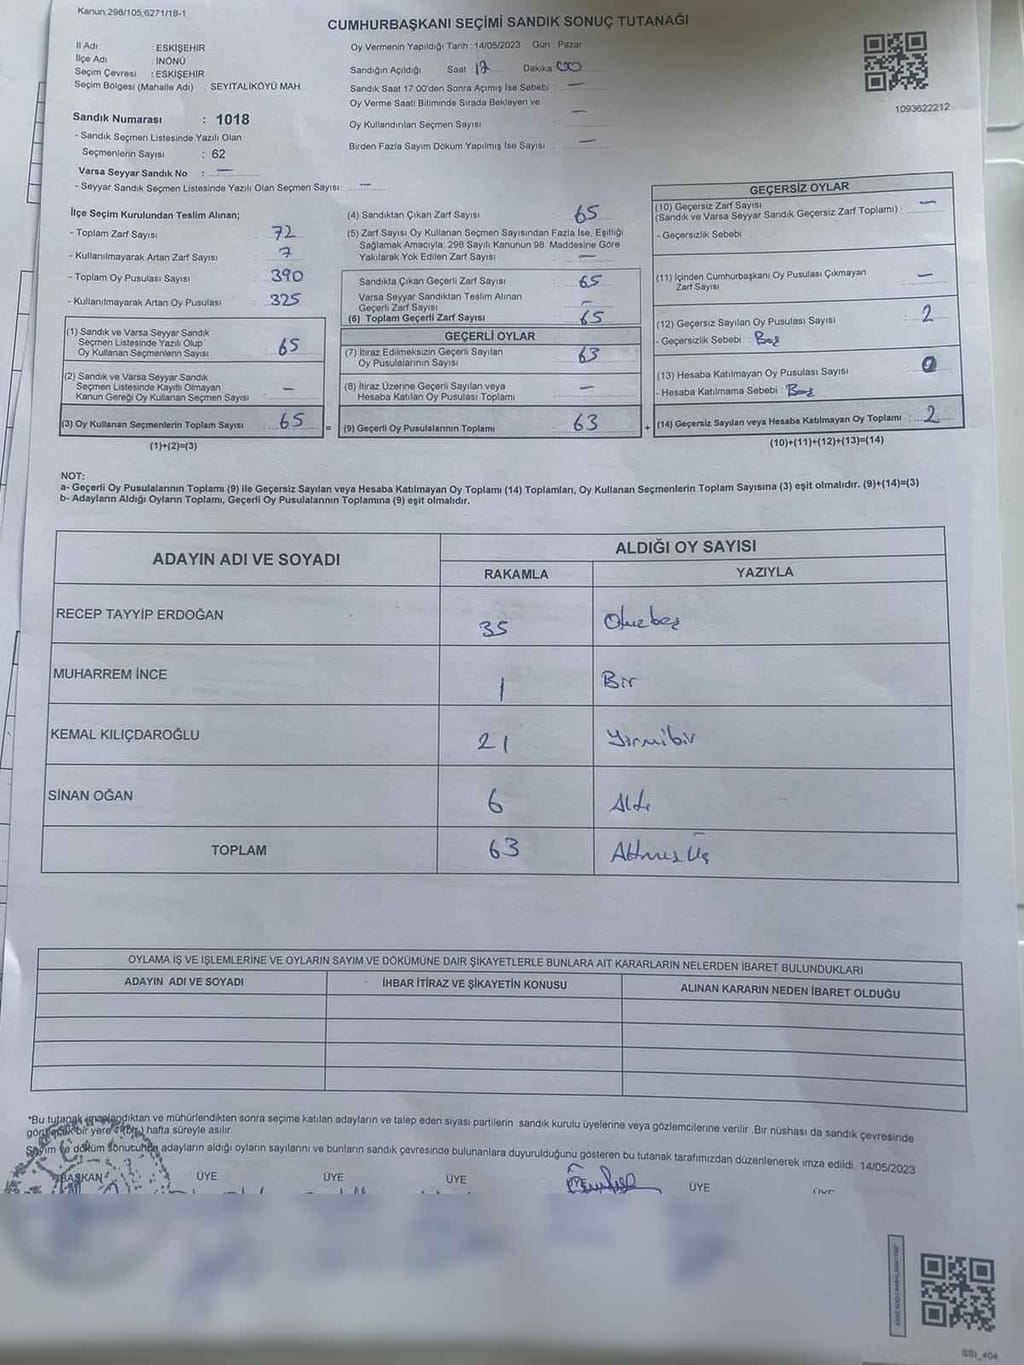 Kanun, 298/105,6271/18-1
CUMHURBAŞKANI SEÇİMİ SANDIK SONUÇ TUTANAĞI
İl Adı : ESKİŞEHİR
İlçe Adı : İNÖNÜ
Seçim Çevresi : ESKİŞEHİR
Seçim Bölgesi (Mahalle Adı) : SEYİTALİKÖYÜ MAH
Sandık Numarası : 1018
- Sandık Seçmen Listesinde Yazılı Olan
Seçmenlerin Sayısı : 62
Varsa Seyyar Sandık No : —
- Seyyar Sandık Seçmen Listesinde Yazılı Olan Seçmen Sayısı: —
Oy Vermenin Yapıldığı Tarih : 14/05/2023 Gün : Pazar
Sandığın Açıldığı Saat 17 Dakika 00
Sandık Saat 17:00'den Sonra Açımış İse Sebebi —
Oy Verme Saati Bitiminde Sırada Bekleyen ve
Oy Kullandırılan Seçmen Sayısı : —
Birden Fazla Sayım Döküm Yapılmış İse Sayısı : —
1093622212
İlçe Seçim Kurulundan Teslim Alınan;
- Toplam Zarf Sayısı : 72
- Kullanılmayarak Artan Zarf Sayısı : 7
- Toplam Oy Pusulası Sayısı : 390
- Kullanılmayarak Artan Oy Pusulası : 325
(1) Sandık ve Varsa Seyyar Sandık
Seçmen Listesinde Yazılı Olup
Oy Kullanan Seçmenlerin Sayısı : 65
(2) Sandık ve Varsa Seyyar Sandık
Seçmen Listesinde Kayıtlı Olmayan
Kanun Gereği Oy Kullanan Seçmen Sayısı : —
(3) Oy Kullanan Seçmenlerin Toplam Sayısı : 65
(1)+(2)=(3)
(4) Sandıktan Çıkan Zarf Sayısı : 65
(5) Zarf Sayısı Oy Kullanan Seçmen Sayısından Fazla İse, Eşitliği
Sağlamak Amacıyla; 298 Sayılı Kanunun 98. Maddesine Göre
Yakılarak Yok Edilen Zarf Sayısı : —
Sandıkta Çıkan Geçerli Zarf Sayısı : 65
Varsa Seyyar Sandıktan Teslim Alınan
Geçerli Zarf Sayısı : —
(6) Toplam Geçerli Zarf Sayısı : 65
GEÇERLİ OYLAR
(7) İtiraz Edilmeksizin Geçerli Sayılan
Oy Pusulalarının Sayısı : 63
(8) İtiraz Üzerine Geçerli Sayılan veya
Hesaba Katılan Oy Pusulası Toplamı : —
= (9) Geçerli Oy Pusulalarının Toplamı : 63
GEÇERSİZ OYLAR
(10) Geçersiz Zarf Sayısı
(Sandık ve Varsa Seyyar Sandık Geçersiz Zarf Toplamı) : —
- Geçersizlik Sebebi :
(11) İçinden Cumhurbaşkanı Oy Pusulası Çıkmayan
Zarf Sayısı : —
(12) Geçersiz Sayılan Oy Pusulası Sayısı : 2
- Geçersizlik Sebebi : Boş
(13) Hesaba Katılmayan Oy Pusulası Sayısı : 0
- Hesaba Katılmama Sebebi : Boş
+ (14) Geçersiz Sayılan veya Hesaba Katılmayan Oy Toplamı : 2
(10)+(11)+(12)+(13)=(14)
NOT:
a- Geçerli Oy Pusulalarının Toplamı (9) ile Geçersiz Sayılan veya Hesaba Katılmayan Oy Toplamı (14) Toplamları, Oy Kullanan Seçmenlerin Toplam Sayısına (3) eşit olmalıdır. (9)+(14)=(3)
b- Adayların Aldığı Oyların Toplamı, Geçerli Oy Pusulalarının Toplamına (9) eşit olmalıdır.
ADAYIN ADI VE SOYADI
ALDIĞI OY SAYISI
RAKAMLA YAZIYLA
RECEP TAYYİP ERDOĞAN 35 Otuzbeş
MUHARREM İNCE 1 Bir
KEMAL KILIÇDAROĞLU 21 Yirmibir
SİNAN OĞAN 6 Altı
TOPLAM 63 Altmış Üç
OYLAMA İŞ VE İŞLEMLERİNE VE OYLARIN SAYIM VE DÖKÜMÜNE DAİR ŞİKAYETLERLE BUNLARA AİT KARARLARIN NELERDEN İBARET BULUNDUKLARI
ADAYIN ADI VE SOYADI İHBAR İTİRAZ VE ŞİKAYETİN KONUSU ALINAN KARARIN NEDEN İBARET OLDUĞU
*Bu tutanak imzalandıktan ve mühürlendikten sonra seçime katılan adayların ve talep eden siyasi partilerin sandık kurulu üyelerine veya gözlemcilerine verilir. Bir nüshası da sandık çevresinde
görülecek bir yere 1 (Bir) hafta süreyle asılır.
Sayım ve döküm sonucunda adayların aldığı oyların sayılarını ve bunların sandık çevresinde bulunanlara duyurulduğunu gösteren bu tutanak tarafımızdan düzenlenerek imza edildi. 14/05/2023
BAŞKAN ÜYE ÜYE ÜYE ÜYE ÜYE ÜYE